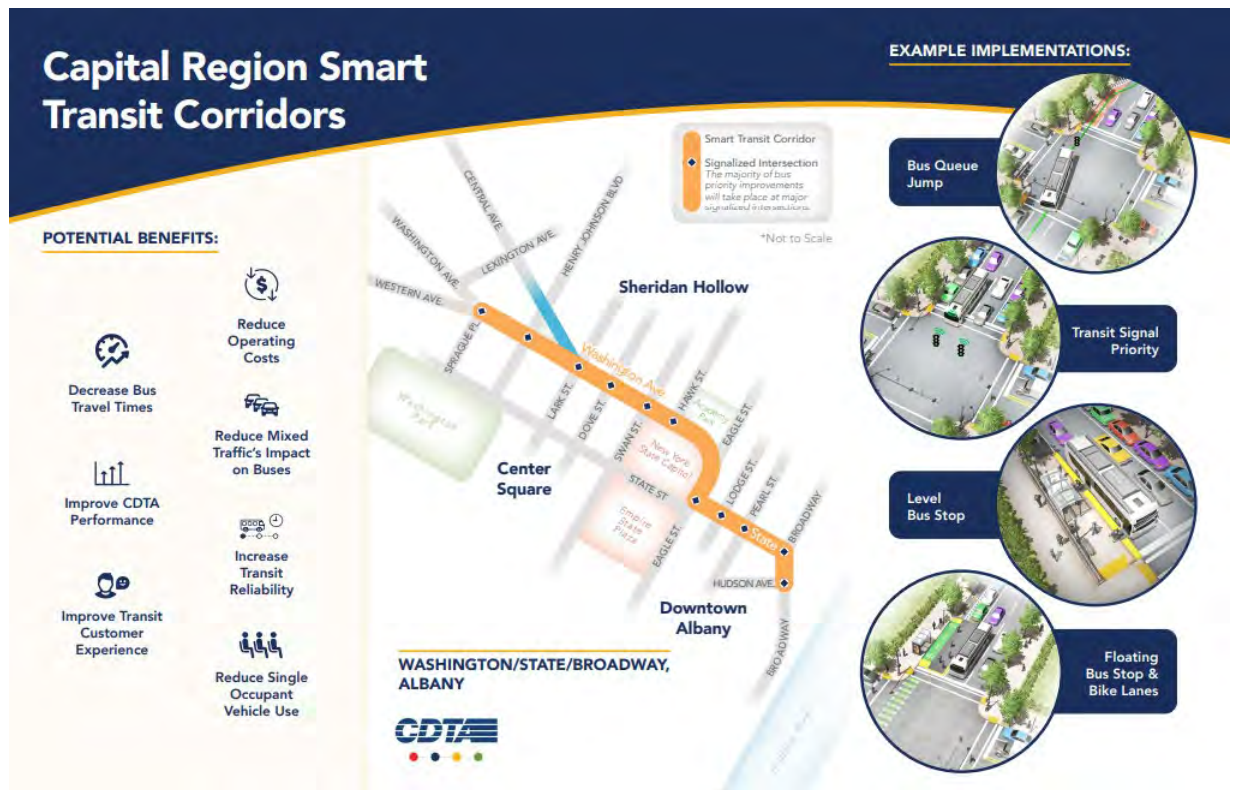 Capital Region Smart
Transit Corridors
POTENTIAL BENEFITS:
Decrease Bus
Travel Times
Improve CDTA
Performance
Improve Transit
Customer
Experience
Reduce
Operating
Costs
Reduce Mixed
Traffic's Impact
on Buses
Increase
Transit
Reliability
Reduce Single
Occupant
Vehicle Use
Smart Transit Corridor
Signalized Intersection
The majority of bus
priority improvements
will take place at major
signalized intersections.
*Not to Scale
CENTRAL AVE.
WASHINGTON AVE.
LEXINGTON AVE.
HENRY JOHNSON BLVD
WESTERN AVE.
SPRAGUE PL.
Sheridan Hollow
Washington Ave
Washington
Park
LARK ST.
DOVE ST.
SWAN ST.
HAWK ST.
Academy
Park
EAGLE ST.
New York
State Capitol
Center
Square
STATE ST
Empire
State
Plaza
EAGLE ST.
LODGE ST.
PEARL ST.
State
BROADWAY
HUDSON AVE.
Downtown
Albany
BROADWAY
WASHINGTON/STATE/BROADWAY,
ALBANY
CDTA
EXAMPLE IMPLEMENTATIONS:
Bus Queue
Jump
Transit Signal
Priority
Level
Bus Stop
Floating
Bus Stop &
Bike Lanes